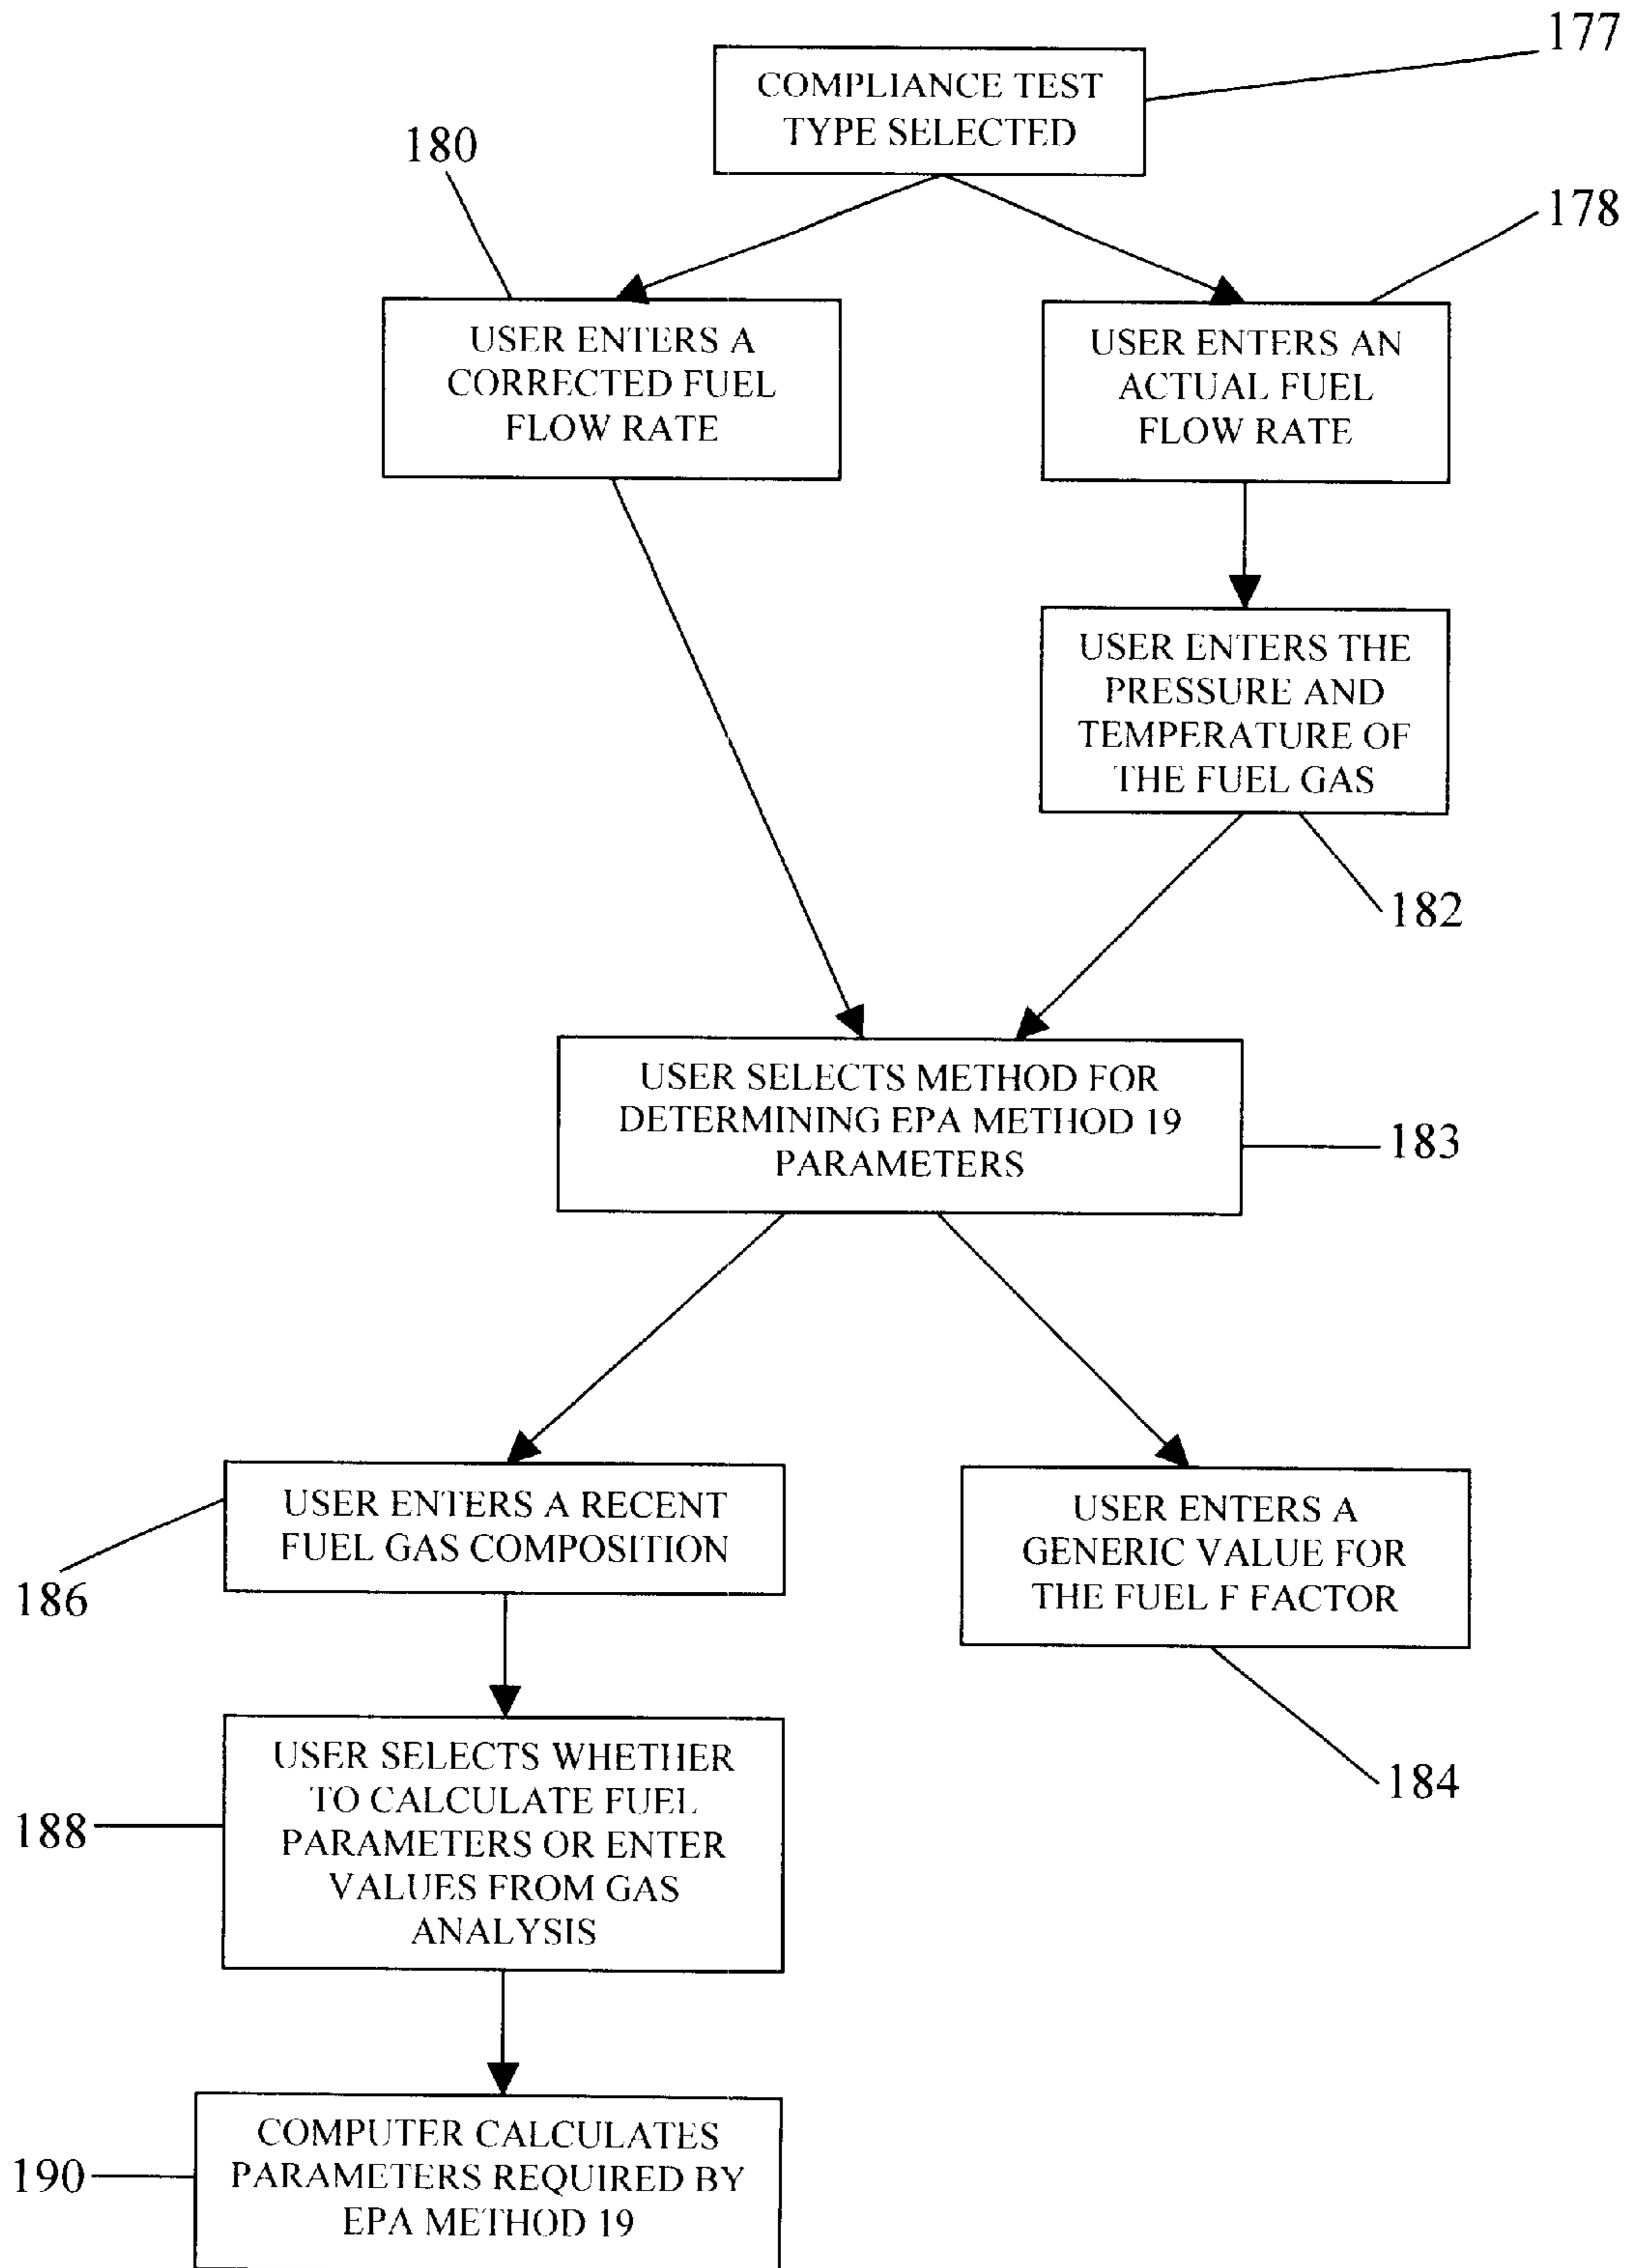 177
COMPLIANCE TEST
TYPE SELECTED
180
178
USER ENTERS A
CORRECTED FUEL
FLOW RATE
USER ENTERS AN
ACTUAL FUEL
FLOW RATE
USER ENTERS THE
PRESSURE AND
TEMPERATURE OF
THE FUEL GAS
182
USER SELECTS METHOD FOR
DETERMINING EPA METHOD 19
PARAMETERS
183
USER ENTERS A RECENT
FUEL GAS COMPOSITION
186
USER ENTERS A
GENERIC VALUE FOR
THE FUEL F FACTOR
184
USER SELECTS WHETHER
TO CALCULATE FUEL
PARAMETERS OR ENTER
VALUES FROM GAS
ANALYSIS
188
COMPUTER CALCULATES
PARAMETERS REQUIRED BY
EPA METHOD 19
190